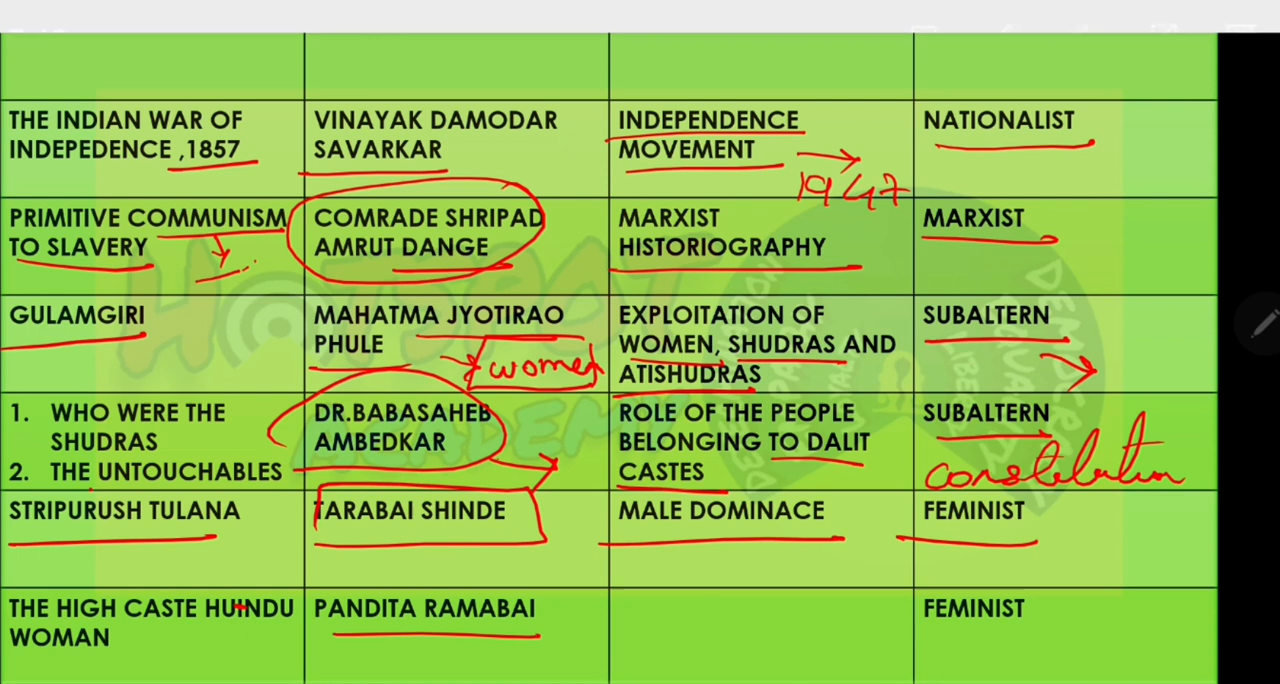 THE INDIAN WAR OF
INDEPEDENCE ,1857
VINAYAK DAMODAR
SAVARKAR
INDEPENDENCE
MOVEMENT
1947
NATIONALIST
PRIMITIVE COMMUNISM
TO SLAVERY
COMRADE SHRIPAD
AMRUT DANGE
MARXIST
HISTORIOGRAPHY
MARXIST
GULAMGIRI
MAHATMA JYOTIRAO
PHULE
women
EXPLOITATION OF
WOMEN, SHUDRAS AND
ATISHUDRAS
SUBALTERN
1. WHO WERE THE
SHUDRAS
2. THE UNTOUCHABLES
DR.BABASAHEB
AMBEDKAR
ROLE OF THE PEOPLE
BELONGING TO DALIT
CASTES
SUBALTERN
STRIPURUSH TULANA
TARABAI SHINDE
MALE DOMINACE
FEMINIST
THE HIGH CASTE HUINDU
WOMAN
PANDITA RAMABAI
FEMINIST
HOTSPOT
ACADEMY